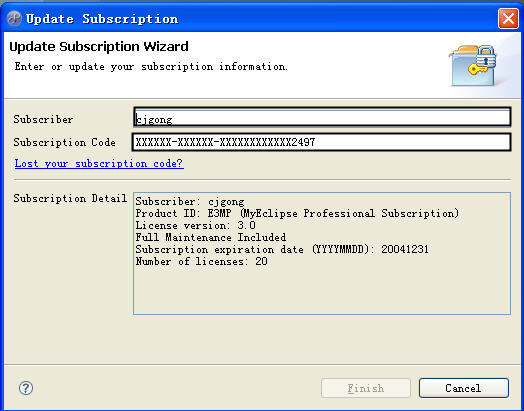 Update Subscription
Update Subscription Wizard
Enter or update your subscription information.
Subscriber
cjgong
Subscription Code
XXXXXX-XXXXXX-XXXXXXXXXXXX2497
Lost your subscription code?
Subscription Detail
Subscriber: cjgong
Product ID: E3MP (MyEclipse Professional Subscription)
License version: 3.0
Full Maintenance Included
Subscription expiration date (YYYYMMDD): 20041231
Number of licenses: 20
?
Finish
Cancel